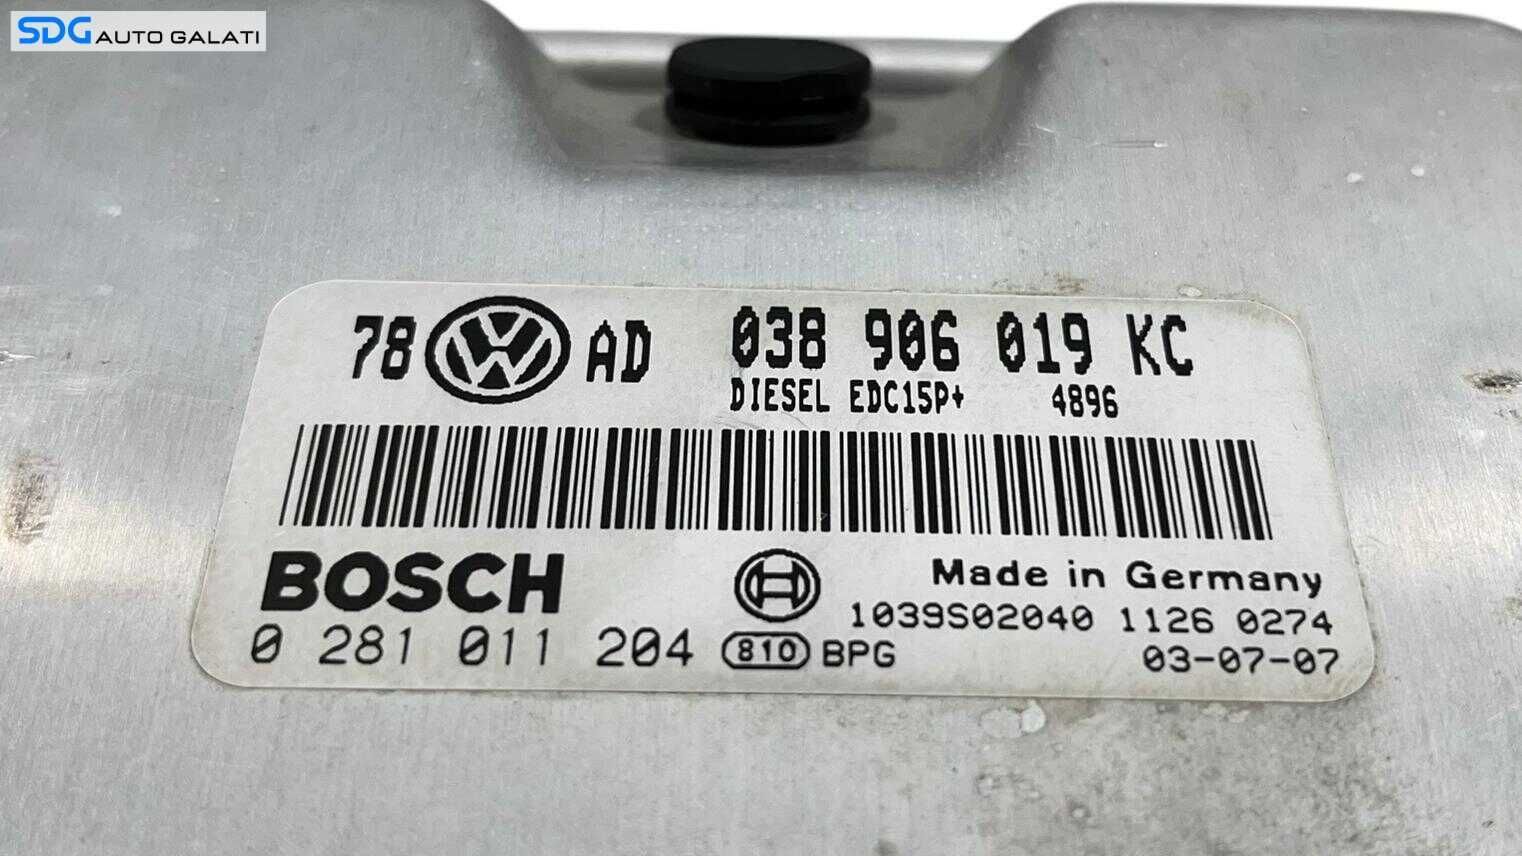 SDG AUTO GALATI
78 AD 038 906 019 KC
DIESEL EDC15P+ 4896
BOSCH
Made in Germany
1039S02040 1126 0274
0 281 011 204 810 BPG 03-07-07